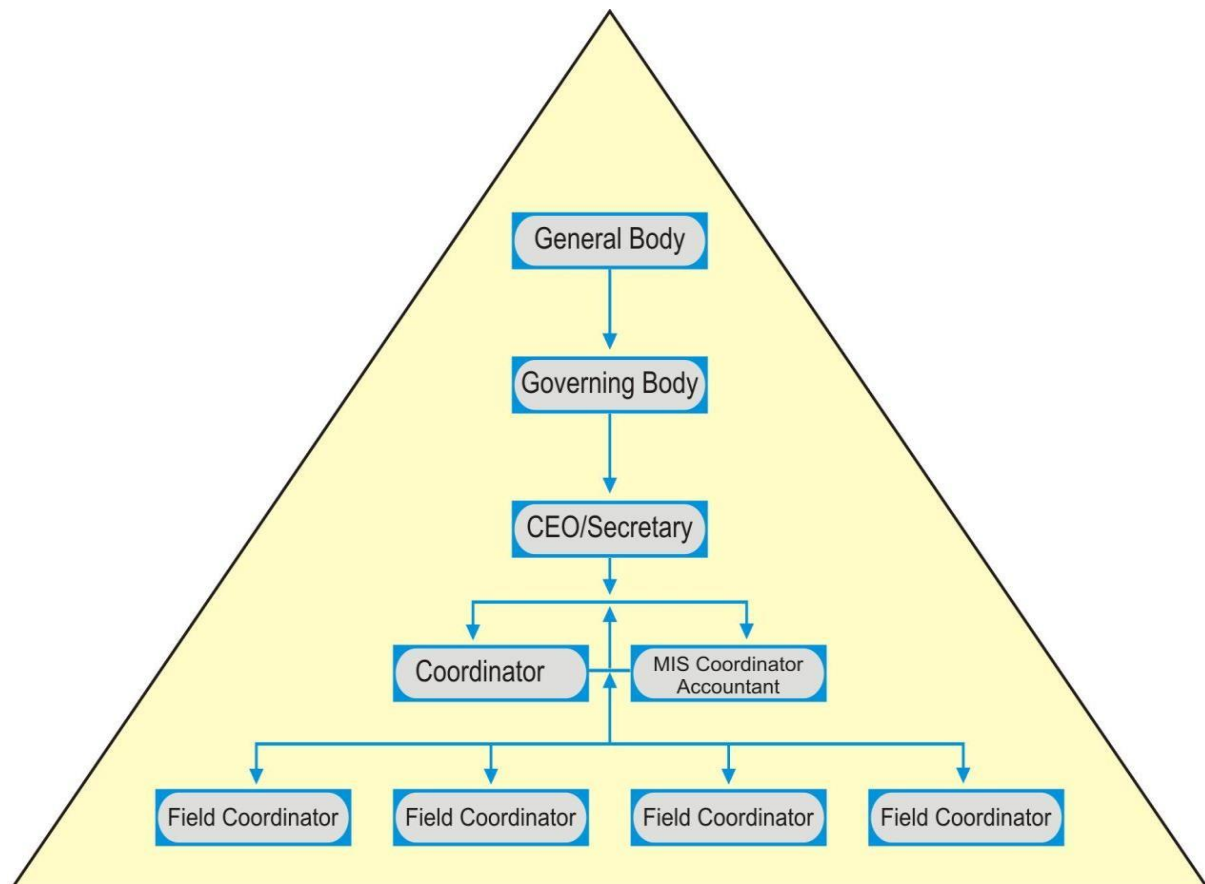 General Body
Governing Body
CEO/Secretary
Coordinator
MIS Coordinator
Accountant
Field Coordinator
Field Coordinator
Field Coordinator
Field Coordinator